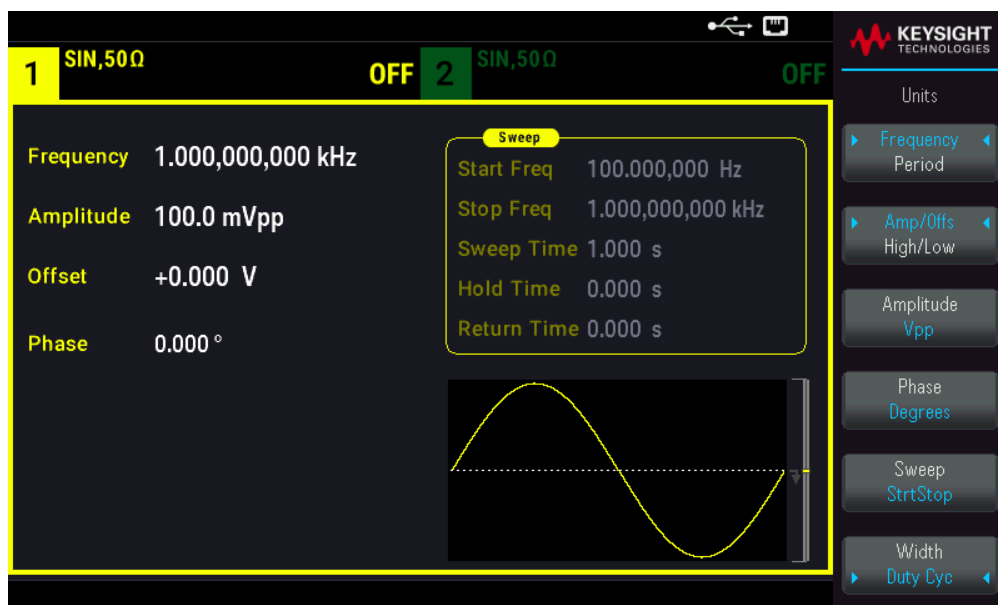 KEYSIGHT
TECHNOLOGIES
1 SIN,50Ω OFF 2 SIN,50Ω OFF
Frequency 1.000,000,000 kHz
Amplitude 100.0 mVpp
Offset +0.000 V
Phase 0.000 °
Sweep
Start Freq 100.000,000 Hz
Stop Freq 1.000,000,000 kHz
Sweep Time 1.000 s
Hold Time 0.000 s
Return Time 0.000 s
Units
Frequency
Period
Amp/Offs
High/Low
Amplitude
Vpp
Phase
Degrees
Sweep
StrtStop
Width
Duty Cyc